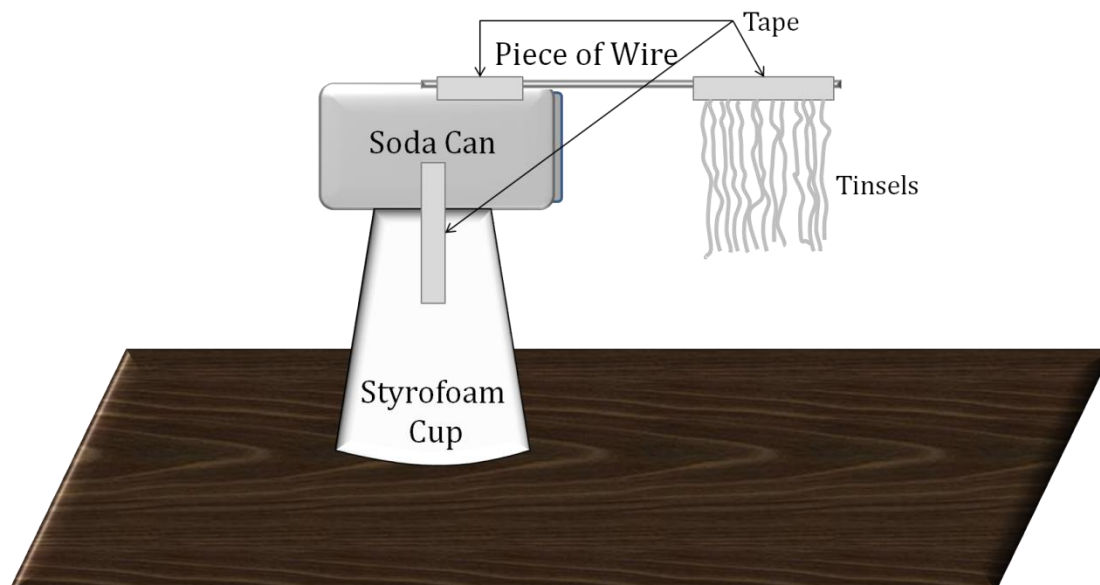 Tape
Piece of Wire
Soda Can
Tinsels
Styrofoam
Cup